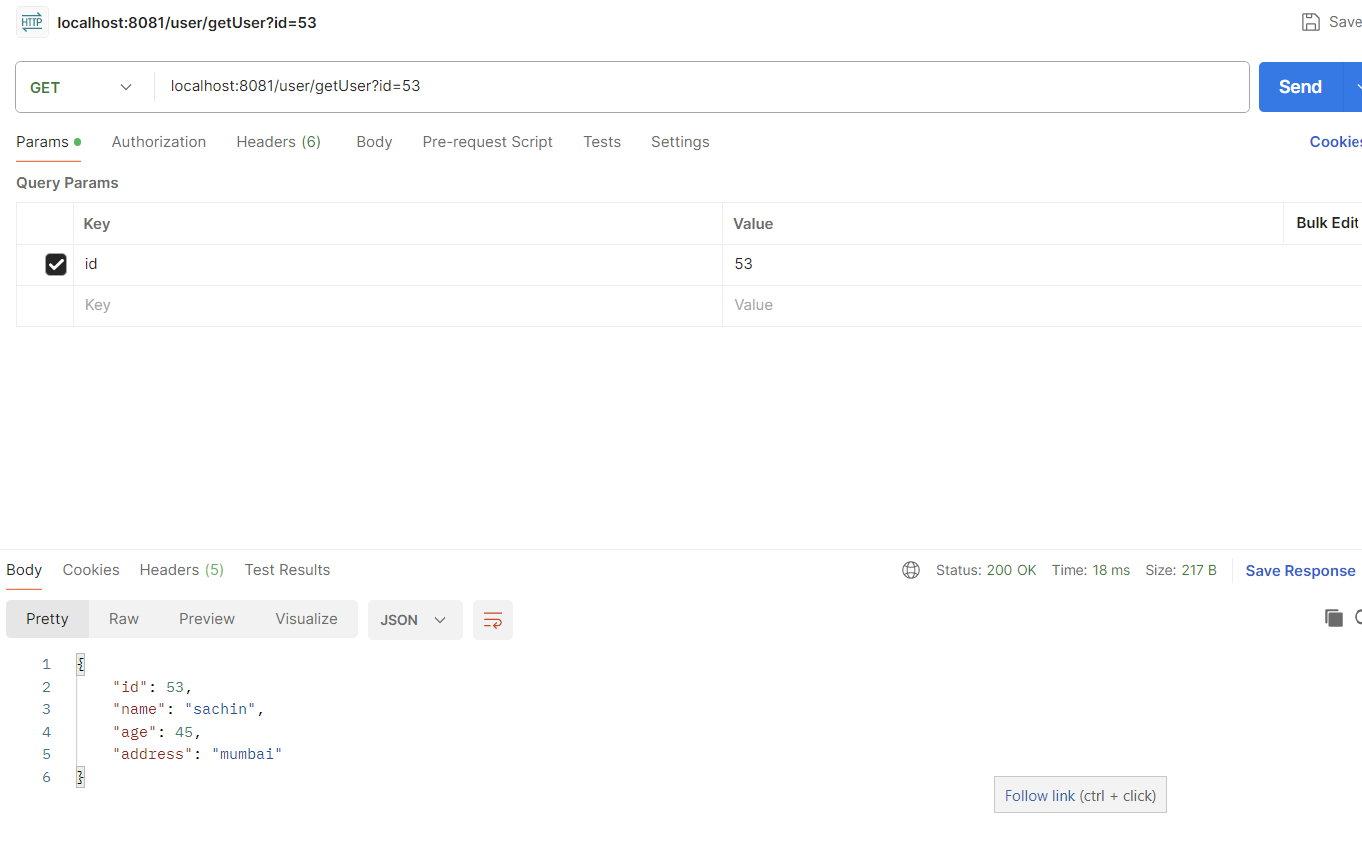 HTTP localhost:8081/user/getUser?id=53 Save
GET localhost:8081/user/getUser?id=53 Send
Params Authorization Headers (6) Body Pre-request Script Tests Settings Cookies
Query Params
Key Value Bulk Edit
id 53
Key Value
Body Cookies Headers (5) Test Results Status: 200 OK Time: 18 ms Size: 217 B Save Response
Pretty Raw Preview Visualize JSON
1 {
2 "id": 53,
3 "name": "sachin",
4 "age": 45,
5 "address": "mumbai"
6 }
Follow link (ctrl + click)